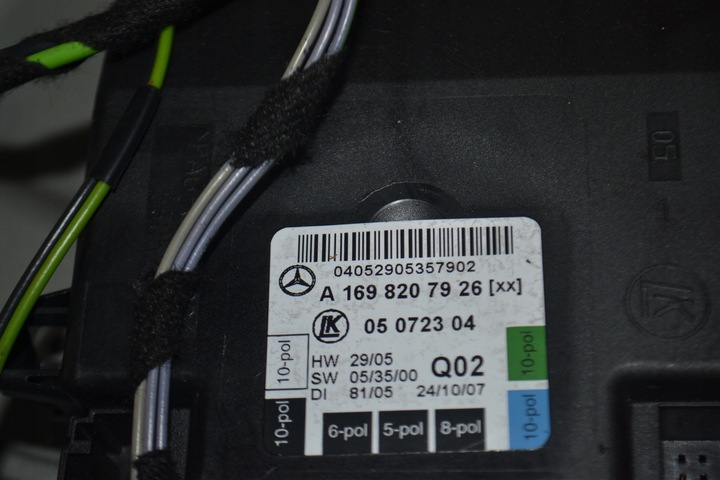 04052905357902
A 169 820 79 26 [xx]
LK 05 0723 04
HW 29/05
SW 05/35/00
DI 81/05 24/10/07
Q02
10-pol
10-pol
6-pol 5-pol 8-pol
10-pol
10-pol
05
LK